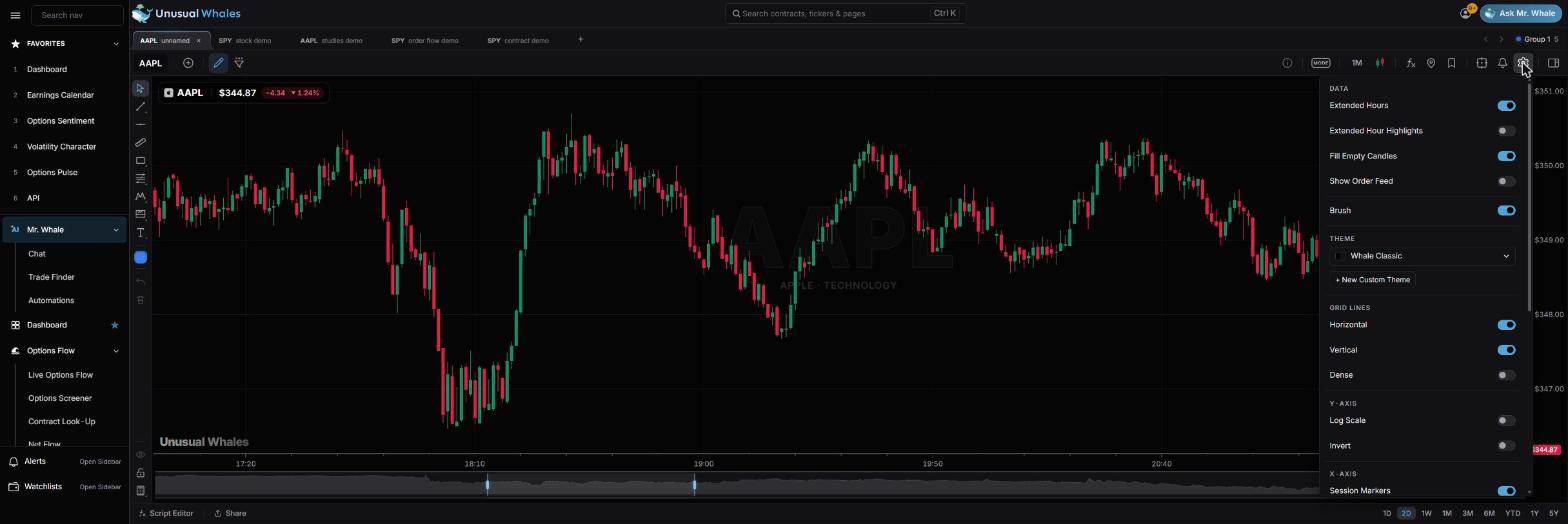 Search nav
Unusual Whales
Search contracts, tickers & pages
Ctrl K
9+
Ask Mr. Whale
FAVORITES
1 Dashboard
2 Earnings Calendar
3 Options Sentiment
4 Volatility Character
5 Options Pulse
6 API
AI Mr. Whale
Chat
Trade Finder
Automations
Dashboard
Options Flow
Live Options Flow
Options Screener
Contract Look-Up
Net Flow
Alerts Open Sidebar
Watchlists Open Sidebar
AAPL unnamed ×
SPY stock demo
AAPL studies demo
SPY order flow demo
SPY contract demo
+
Group 1 5
AAPL
MODE
1M
fx
AAPL $344.87 -4.34 ▼ 1.24%
T
AAPL
APPLE · TECHNOLOGY
Unusual Whales
17:20 18:10 19:00 19:50 20:40
DATA
Extended Hours
Extended Hour Highlights
Fill Empty Candles
Show Order Feed
Brush
THEME
Whale Classic
+ New Custom Theme
GRID LINES
Horizontal
Vertical
Dense
Y-AXIS
Log Scale
Invert
X-AXIS
Session Markers
$351.00
$350.00
$349.00
$348.00
$347.00
$344.87
fx Script Editor
Share
1D 2D 1W 1M 3M 6M YTD 1Y 5Y